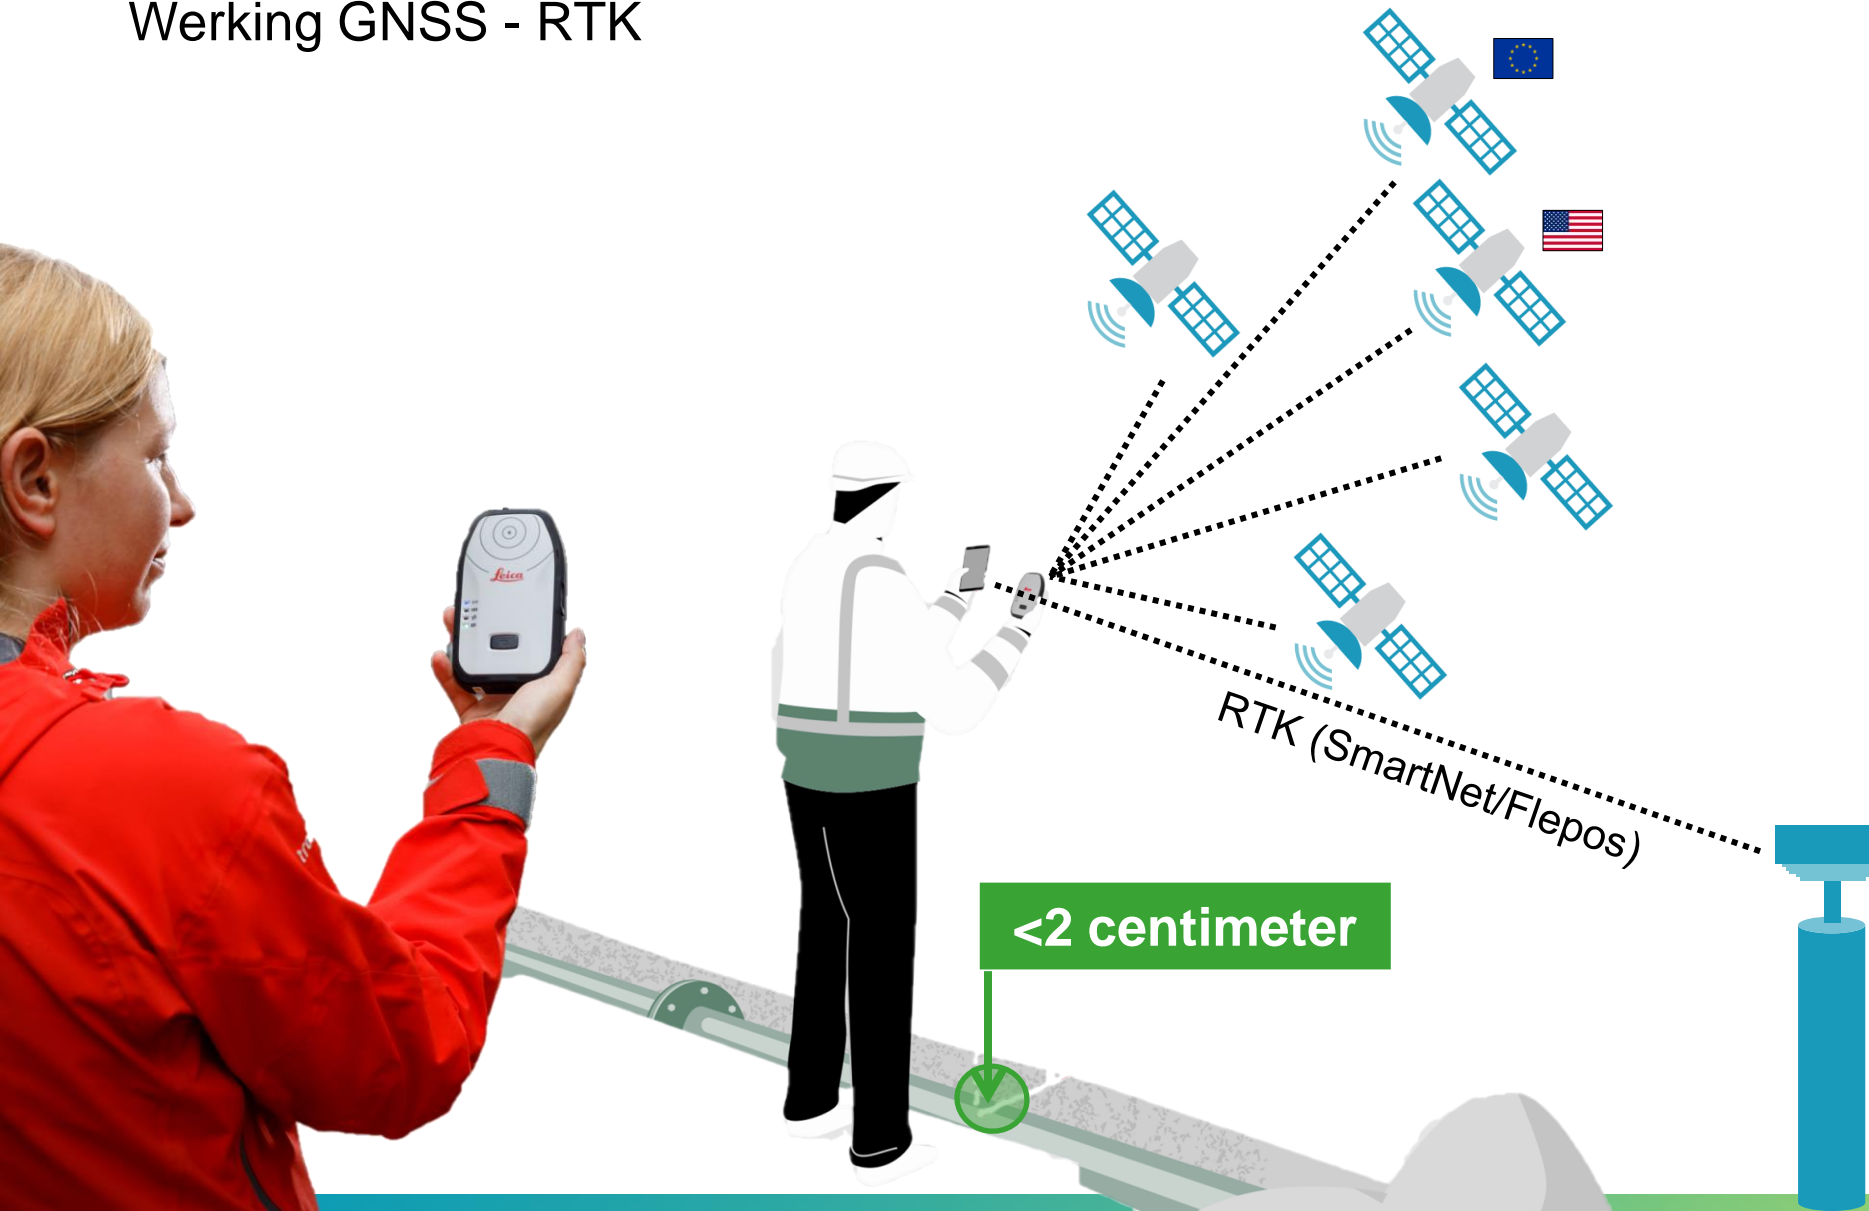 Werking GNSS - RTK
Leica
RTK (SmartNet/Flepos)
<2 centimeter